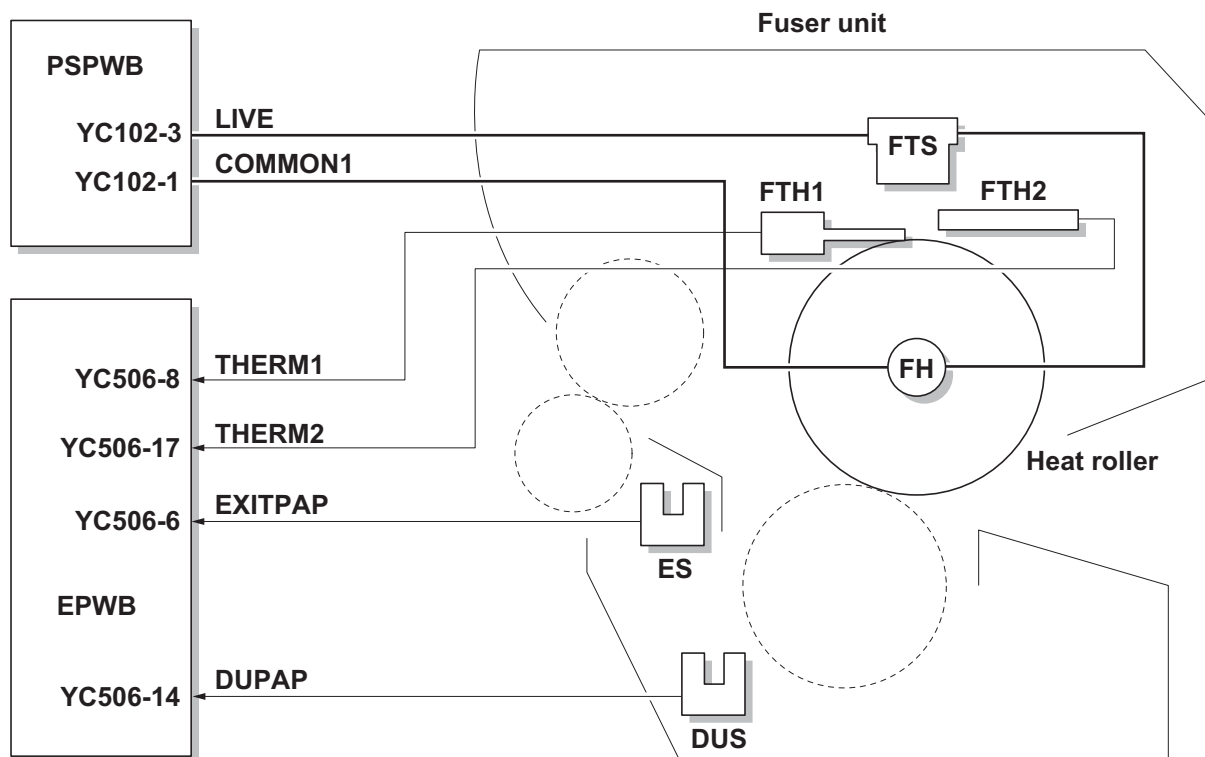 Fuser unit
PSPWB
YC102-3
LIVE
FTS
YC102-1
COMMON1
FTH1
FTH2
YC506-8
THERM1
FH
YC506-17
THERM2
Heat roller
YC506-6
EXITPAP
ES
EPWB
YC506-14
DUPAP
DUS